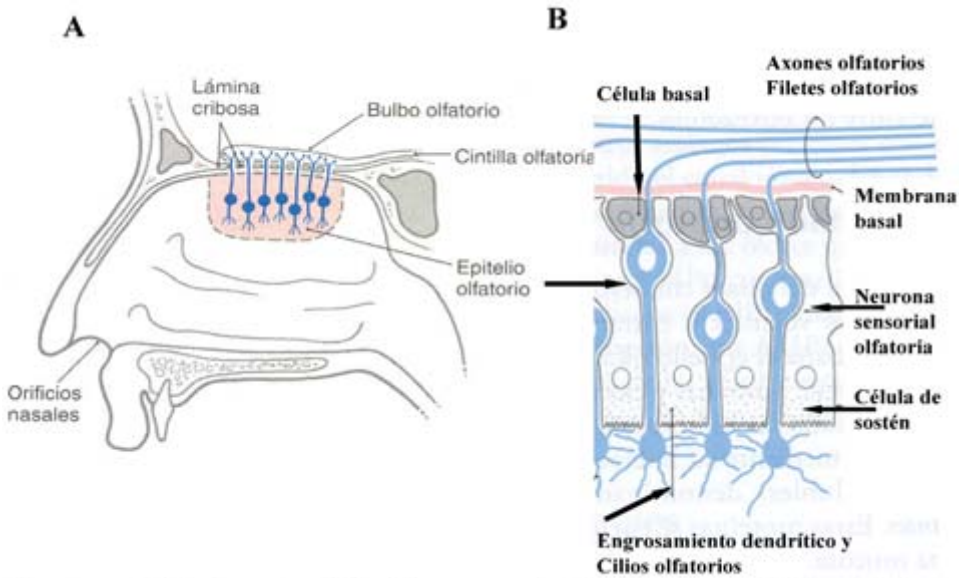 A
Lámina
cribosa
Bulbo olfatorio
Cintilla olfatoria
Epitelio
olfatorio
Orificios
nasales
B
Célula basal
Axones olfatorios
Filetes olfatorios
Membrana
basal
Neurona
sensorial
olfatoria
Célula de
sostén
Engrosamiento dendrítico y
Cilios olfatorios